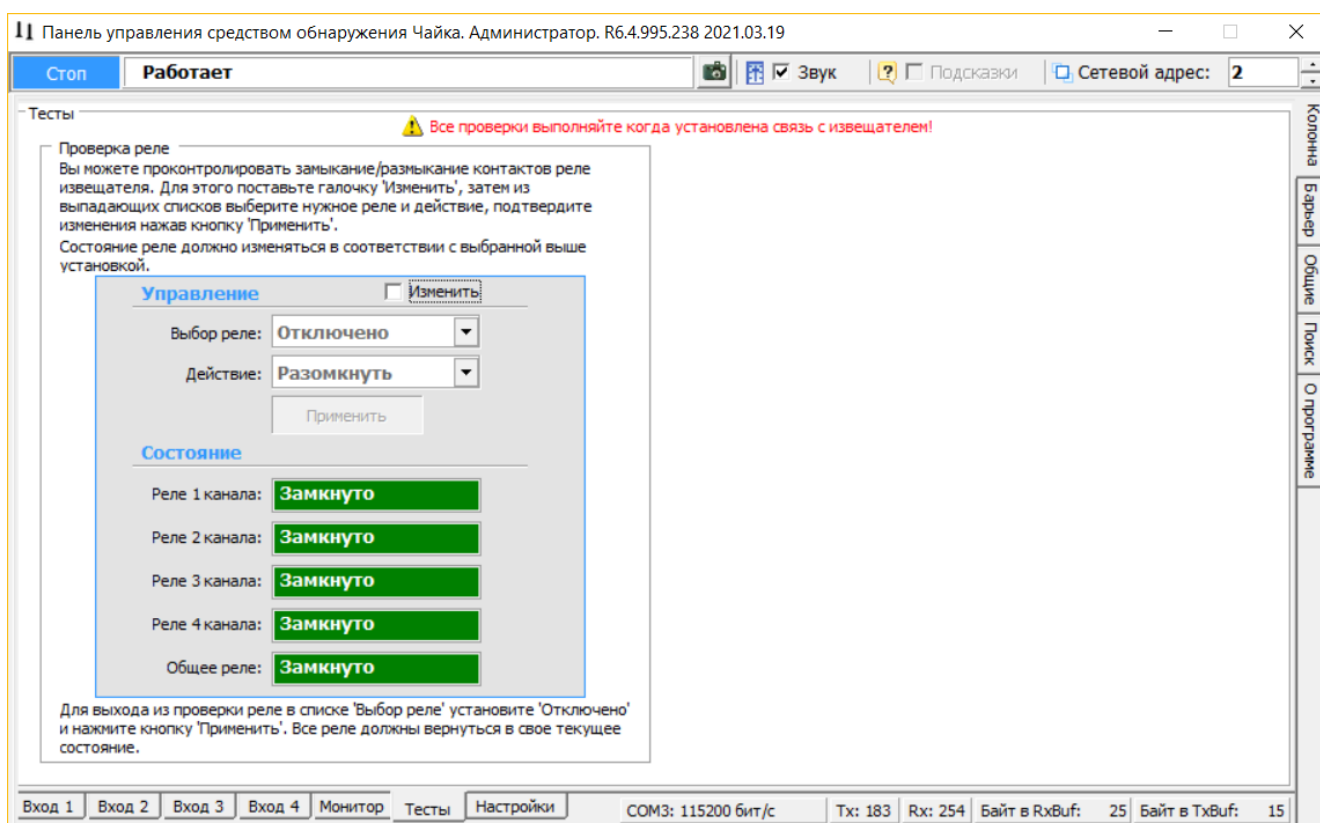 Панель управления средством обнаружения Чайка. Администратор. R6.4.995.238 2021.03.19
Стоп
Работает
Звук
Подсказки
Сетевой адрес:
2
Тесты
Все проверки выполняйте когда установлена связь с извещателем!
Проверка реле
Вы можете проконтролировать замыкание/размыкание контактов реле
извещателя. Для этого поставьте галочку 'Изменить', затем из
выпадающих списков выберите нужное реле и действие, подтвердите
изменения нажав кнопку 'Применить'.
Состояние реле должно изменяться в соответствии с выбранной выше
установкой.
Управление
Изменить
Выбор реле: Отключено
Действие: Разомкнуть
Применить
Состояние
Реле 1 канала: Замкнуто
Реле 2 канала: Замкнуто
Реле 3 канала: Замкнуто
Реле 4 канала: Замкнуто
Общее реле: Замкнуто
Для выхода из проверки реле в списке 'Выбор реле' установите 'Отключено'
и нажмите кнопку 'Применить'. Все реле должны вернуться в свое текущее
состояние.
Колонна
Барьер
Общие
Поиск
О программе
Вход 1
Вход 2
Вход 3
Вход 4
Монитор
Тесты
Настройки
COM3: 115200 бит/с
Tx: 183
Rx: 254
Байт в RxBuf: 25
Байт в TxBuf: 15